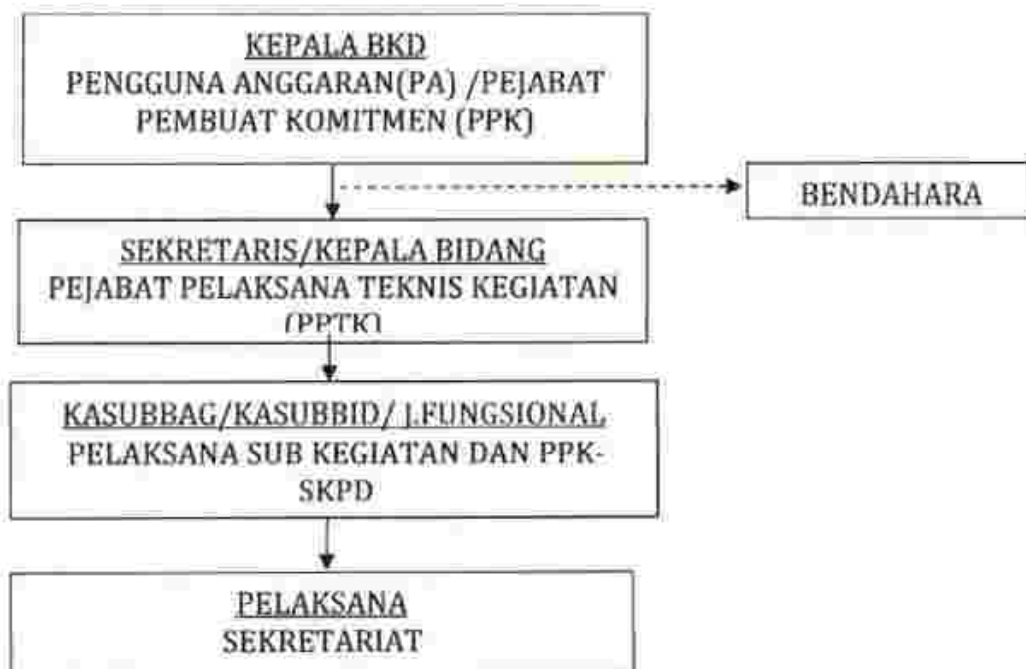 KEPALA BKD
PENGGUNA ANGGARAN(PA) /PEJABAT
PEMBUAT KOMITMEN (PPK)
BENDAHARA
SEKRETARIS/KEPALA BIDANG
PEJABAT PELAKSANA TEKNIS KEGIATAN
(PPTK)
KASUBBAG/KASUBBID/ J.FUNGSIONAL
PELAKSANA SUB KEGIATAN DAN PPK-
SKPD
PELAKSANA
SEKRETARIAT